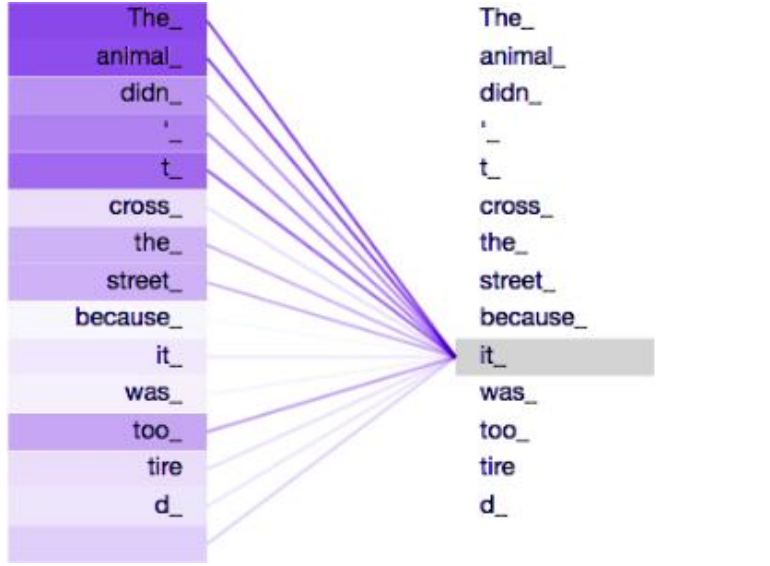 The_ The_
animal_ animal_
didn_ didn_
‘_ ‘_
t_ t_
cross_ cross_
the_ the_
street_ street_
because_ because_
it_ it_
was_ was_
too_ too_
tire tire
d_ d_